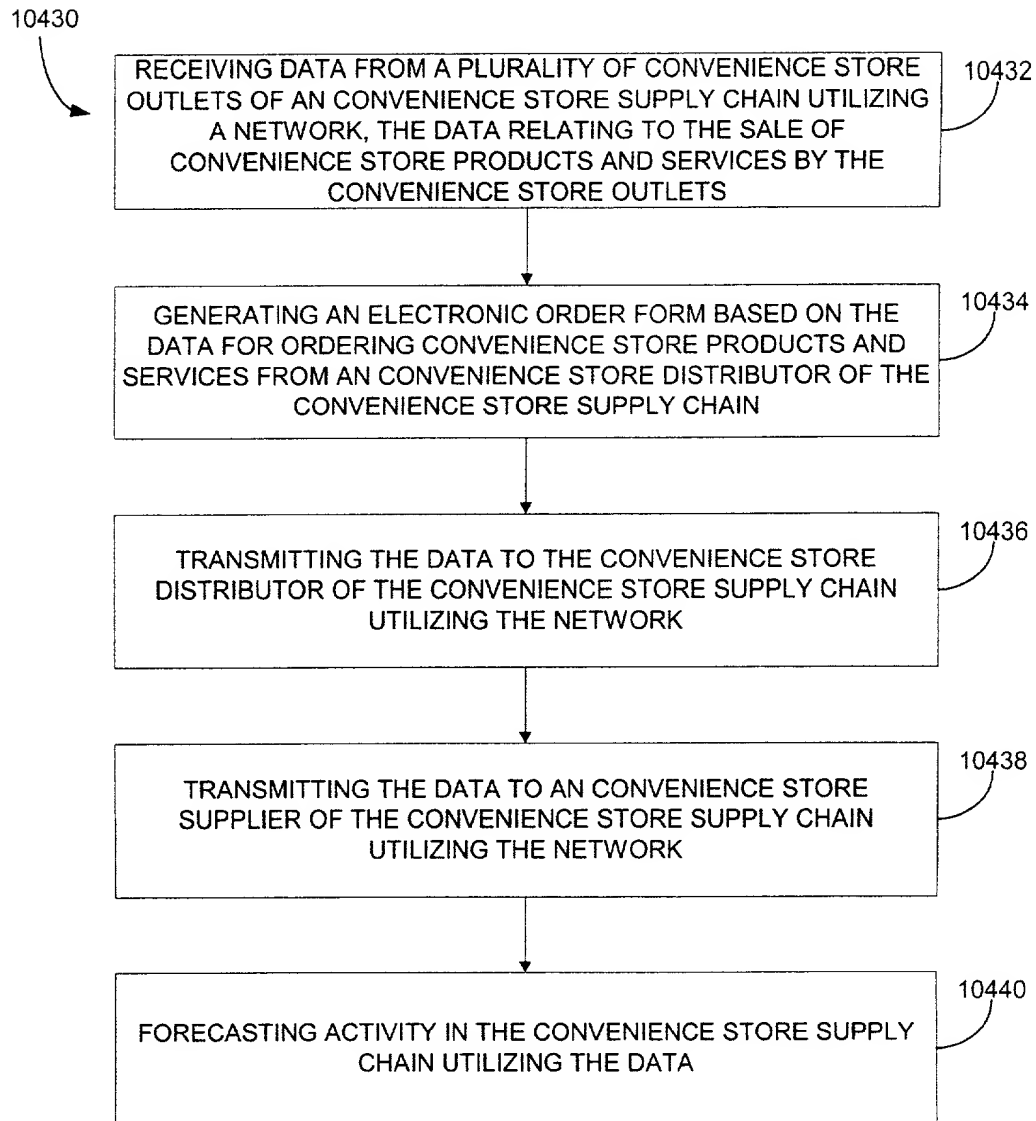 10430
RECEIVING DATA FROM A PLURALITY OF CONVENIENCE STORE
OUTLETS OF AN CONVENIENCE STORE SUPPLY CHAIN UTILIZING
A NETWORK, THE DATA RELATING TO THE SALE OF
CONVENIENCE STORE PRODUCTS AND SERVICES BY THE
CONVENIENCE STORE OUTLETS
10432
GENERATING AN ELECTRONIC ORDER FORM BASED ON THE
DATA FOR ORDERING CONVENIENCE STORE PRODUCTS AND
SERVICES FROM AN CONVENIENCE STORE DISTRIBUTOR OF THE
CONVENIENCE STORE SUPPLY CHAIN
10434
TRANSMITTING THE DATA TO THE CONVENIENCE STORE
DISTRIBUTOR OF THE CONVENIENCE STORE SUPPLY CHAIN
UTILIZING THE NETWORK
10436
TRANSMITTING THE DATA TO AN CONVENIENCE STORE
SUPPLIER OF THE CONVENIENCE STORE SUPPLY CHAIN
UTILIZING THE NETWORK
10438
FORECASTING ACTIVITY IN THE CONVENIENCE STORE SUPPLY
CHAIN UTILIZING THE DATA
10440